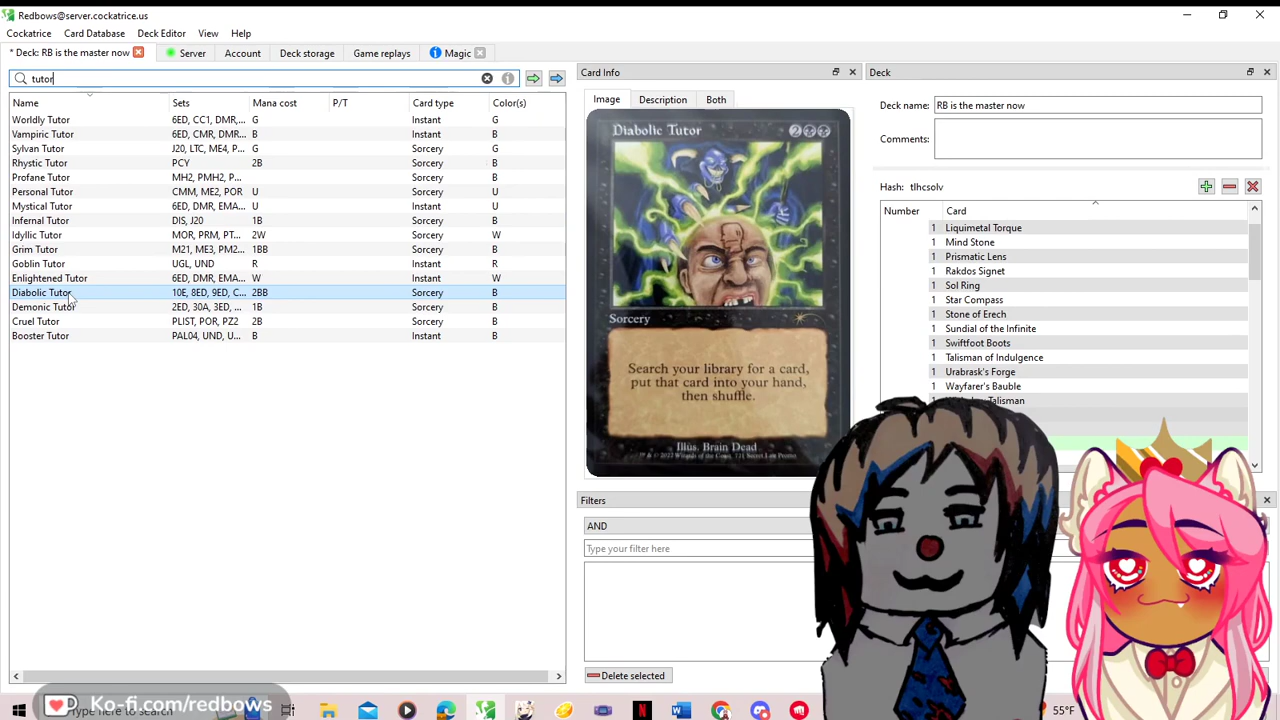 Redbows@server.cockatrice.us
Cockatrice Card Database Deck Editor View Help
* Deck: RB is the master now Server Account Deck storage Game replays Magic
tutor
Name Sets Mana cost P/T Card type Color(s)
Worldly Tutor 6ED, CC1, DMR,... G Instant G
Vampiric Tutor 6ED, CMR, DMR... B Instant B
Sylvan Tutor J20, LTC, ME4, P... G Sorcery G
Rhystic Tutor PCY 2B Sorcery B
Profane Tutor MH2, PMH2, P... Sorcery B
Personal Tutor CMM, ME2, POR U Sorcery U
Mystical Tutor 6ED, DMR, EMA... U Instant U
Infernal Tutor DIS, J20 1B Sorcery B
Idyllic Tutor MOR, PRM, PT... 2W Sorcery W
Grim Tutor M21, ME3, PM2... 1BB Sorcery B
Goblin Tutor UGL, UND R Instant R
Enlightened Tutor 6ED, DMR, EMA... W Instant W
Diabolic Tutor 10E, 8ED, 9ED, C... 2BB Sorcery B
Demonic Tutor 2ED, 30A, 3ED, ... 1B Sorcery B
Cruel Tutor PLIST, POR, PZ2 2B Sorcery B
Booster Tutor PAL04, UND, U... B Instant B
Card Info
Image Description Both
Diabolic Tutor 2
Sorcery
Search your library for a card,
put that card into your hand,
then shuffle.
Illus. Brain Dead
Filters
AND
Type your filter here
Delete selected
Deck
Deck name: RB is the master now
Comments:
Hash: tlhcsolv
Number Card
1 Liquimetal Torque
1 Mind Stone
1 Prismatic Lens
1 Rakdos Signet
1 Sol Ring
1 Star Compass
1 Stone of Erech
1 Sundial of the Infinite
1 Swiftfoot Boots
1 Talisman of Indulgence
1 Urabrask's Forge
1 Wayfarer's Bauble
Talisman
Ko-fi.com/redbows
Type here to search
55°F